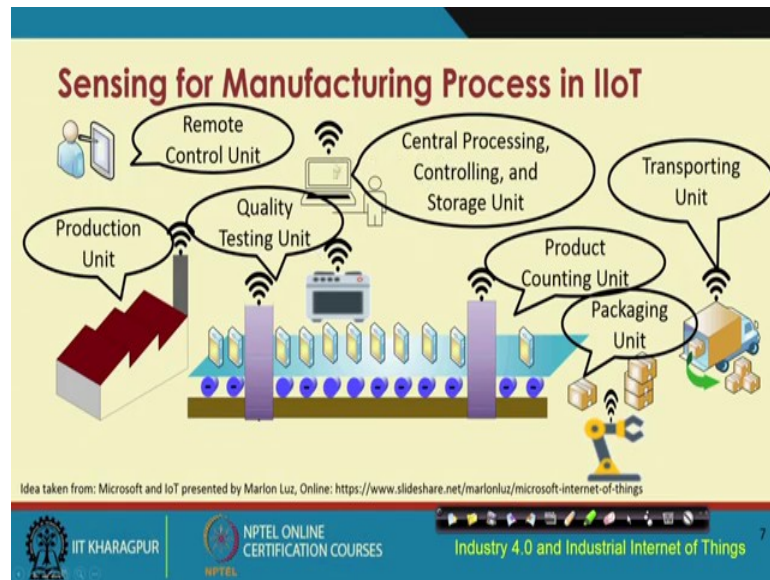 Sensing for Manufacturing Process in IIoT
Remote
Control Unit
Central Processing,
Controlling, and
Storage Unit
Transporting
Unit
Production
Unit
Quality
Testing Unit
Product
Counting Unit
Packaging
Unit
Idea taken from: Microsoft and IoT presented by Marlon Luz, Online: https://www.slideshare.net/marlonluz/microsoft-internet-of-things
IIT KHARAGPUR
NPTEL
NPTEL ONLINE
CERTIFICATION COURSES
Industry 4.0 and Industrial Internet of Things
7